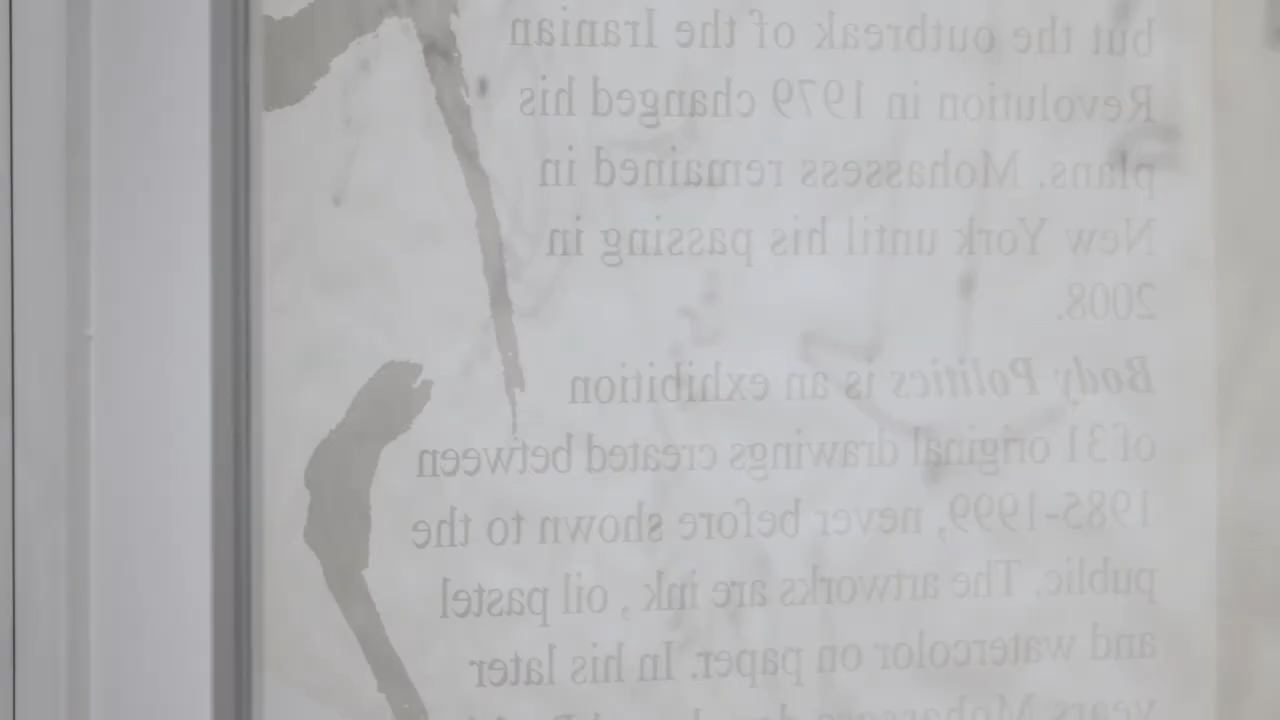 but the outbreak of the Iranian
Revolution in 1979 changed his
plans. Mohassess remained in
New York until his passing in
2008.
Body Politics is an exhibition
of 31 original drawings created between
1985-1999, never before shown to the
public. The artworks are ink , oil pastel
and watercolor on paper. In his later
years Mohassess